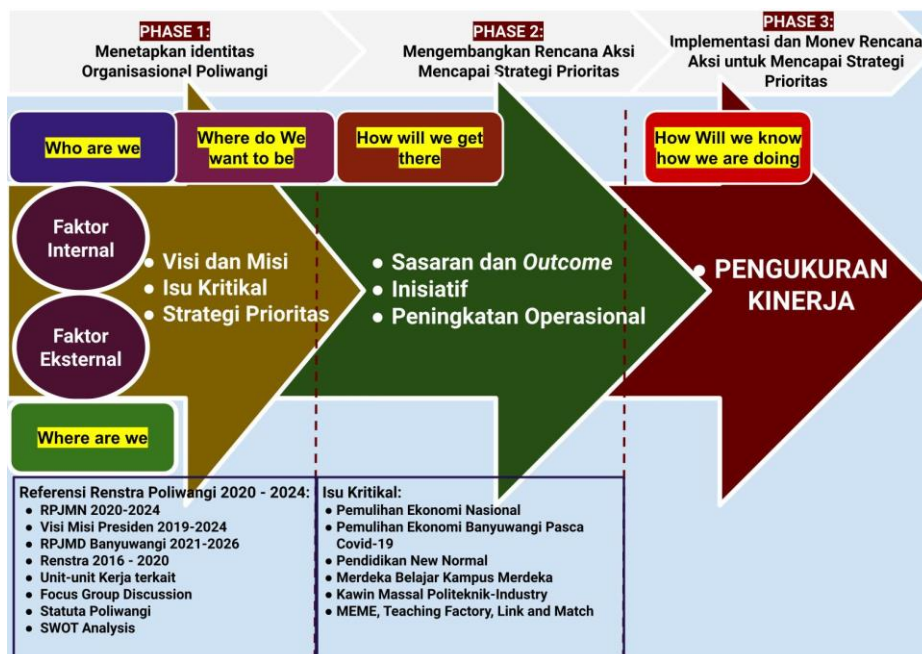 PHASE 1:
Menetapkan identitas
Organisasional Poliwangi
PHASE 2:
Mengembangkan Rencana Aksi
Mencapai Strategi Prioritas
PHASE 3:
Implementasi dan Monev Rencana
Aksi untuk Mencapai Strategi
Prioritas
Who are we
Where do We
want to be
How will we get
there
How Will we know
how we are doing
Faktor
Internal
Faktor
Eksternal
● Visi dan Misi
● Isu Kritikal
● Strategi Prioritas
● Sasaran dan Outcome
● Inisiatif
● Peningkatan Operasional
● PENGUKURAN
KINERJA
Where are we
Referensi Renstra Poliwangi 2020 - 2024:
● RPJMN 2020-2024
● Visi Misi Presiden 2019-2024
● RPJMD Banyuwangi 2021-2026
● Renstra 2016 - 2020
● Unit-unit Kerja terkait
● Focus Group Discussion
● Statuta Poliwangi
● SWOT Analysis
Isu Kritikal:
● Pemulihan Ekonomi Nasional
● Pemulihan Ekonomi Banyuwangi Pasca
Covid-19
● Pendidikan New Normal
● Merdeka Belajar Kampus Merdeka
● Kawin Massal Politeknik-Industry
● MEME, Teaching Factory, Link and Match